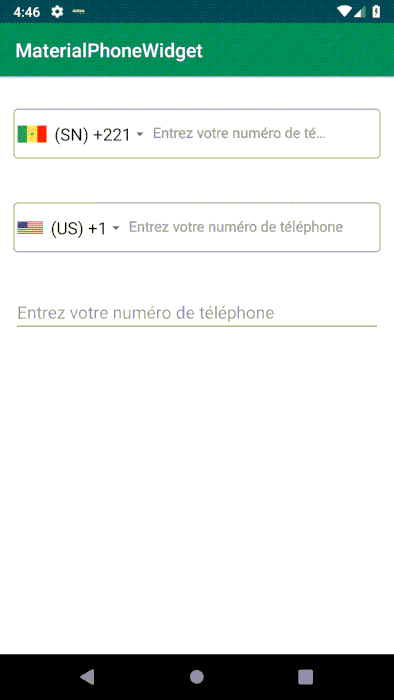 4:46
MaterialPhoneWidget
(SN) +221 Entrez votre numéro de té...
(US) +1 Entrez votre numéro de téléphone
Entrez votre numéro de téléphone